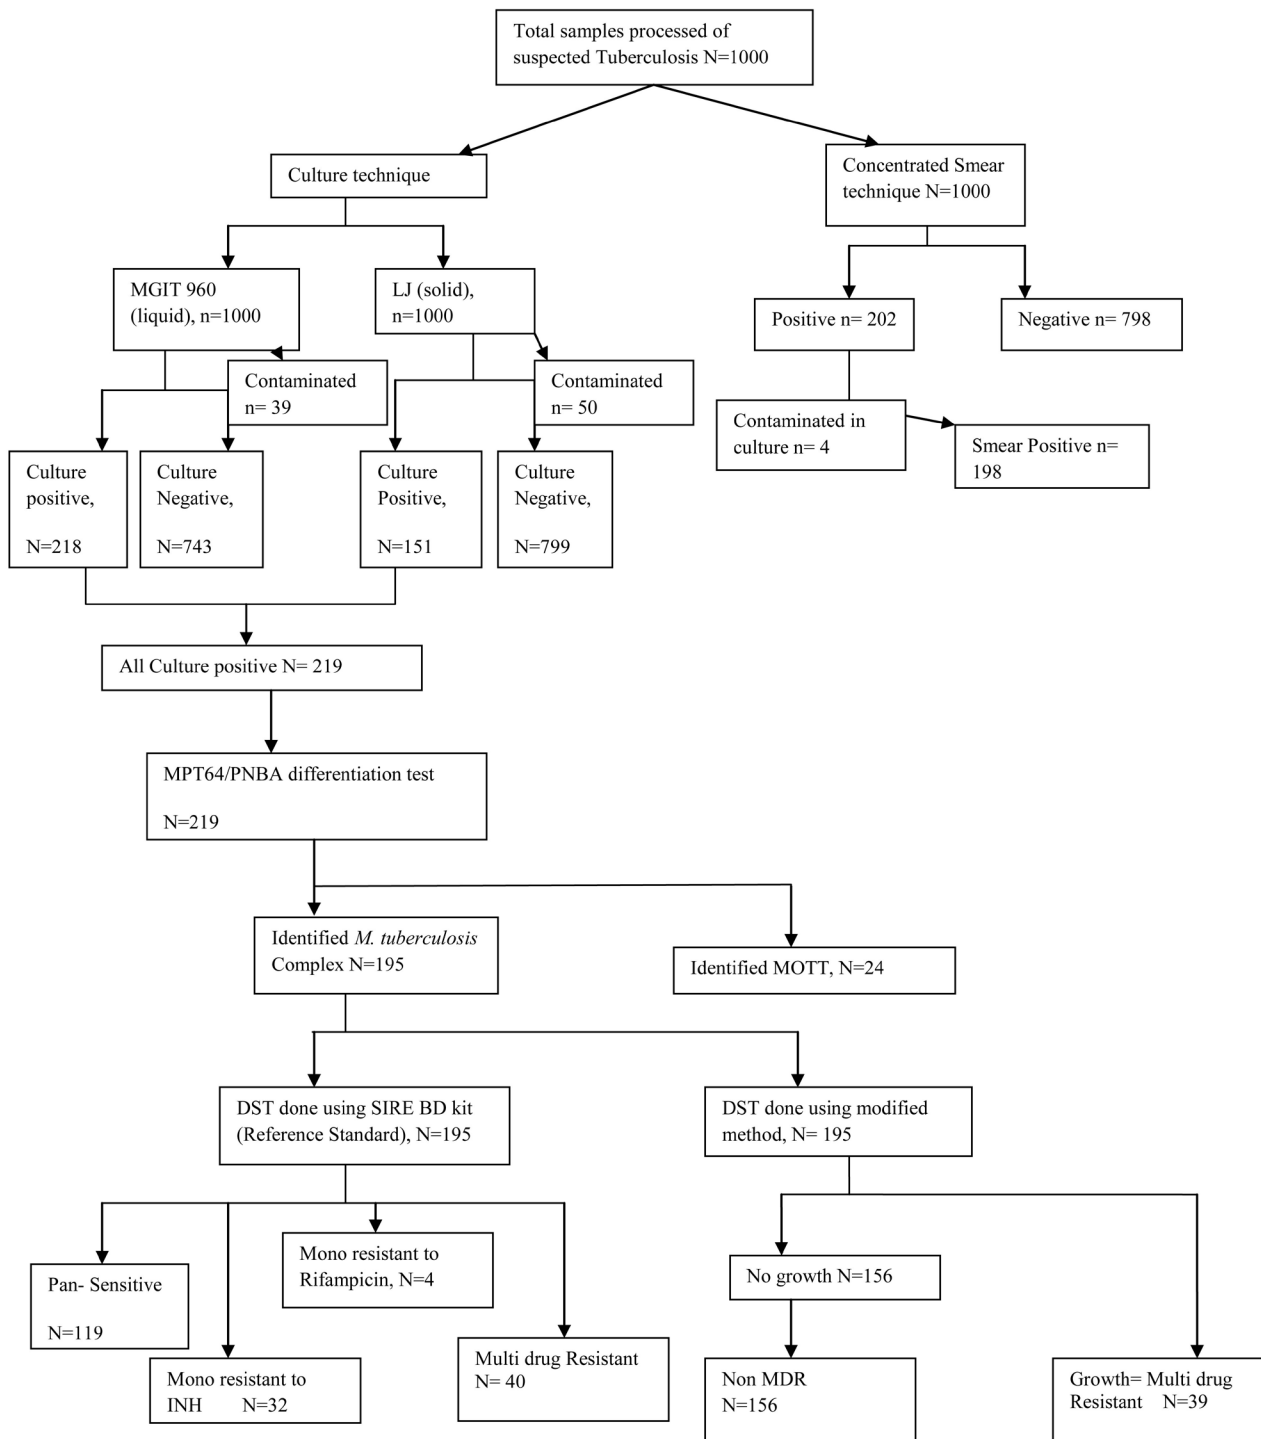 Total samples processed of
suspected Tuberculosis N=1000
Culture technique
Concentrated Smear
technique N=1000
MGIT 960
(liquid), n=1000
LJ (solid),
n=1000
Positive n= 202
Negative n= 798
Contaminated
n= 39
Contaminated
n= 50
Contaminated in
culture n= 4
Smear Positive n=
198
Culture
positive,
N=218
Culture
Negative,
N=743
Culture
Positive,
N=151
Culture
Negative,
N=799
All Culture positive N= 219
MPT64/PNBA differentiation test
N=219
Identified M. tuberculosis
Complex N=195
Identified MOTT, N=24
DST done using SIRE BD kit
(Reference Standard), N=195
DST done using modified
method, N= 195
Pan- Sensitive
N=119
Mono resistant to
INH N=32
Mono resistant to
Rifampicin, N=4
Multi drug Resistant
N= 40
No growth N=156
Non MDR
N=156
Growth= Multi drug
Resistant N=39